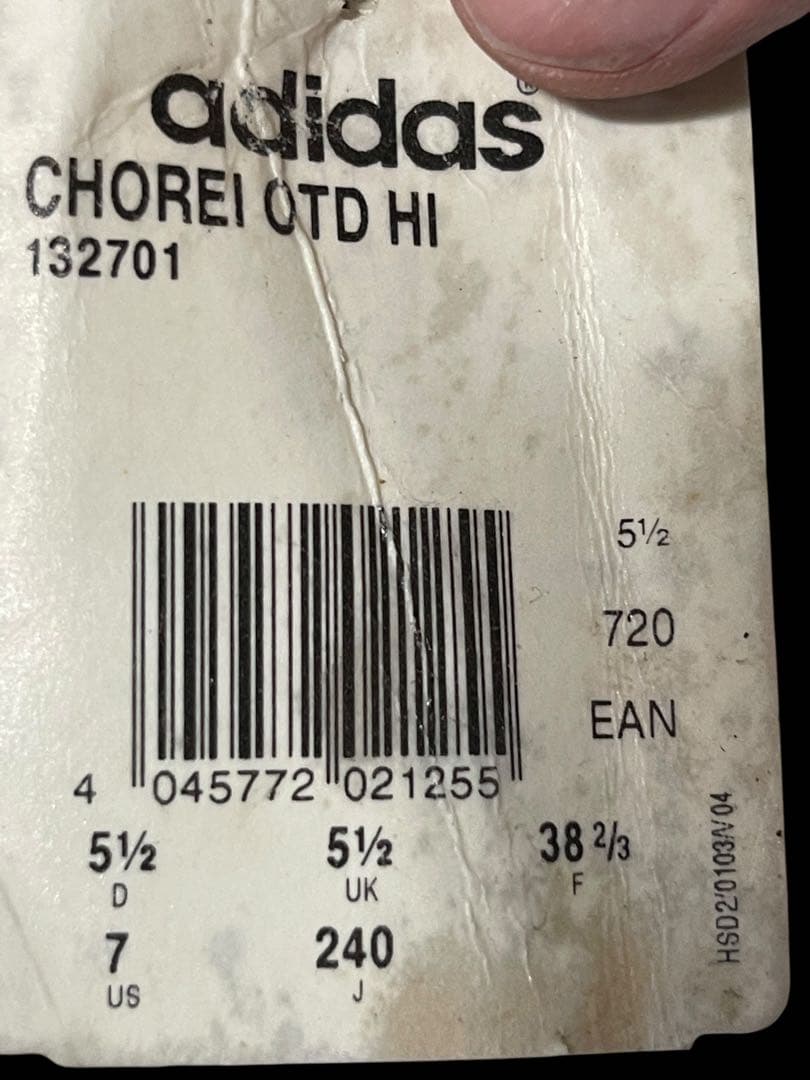 adidas®
CHOREI OTD HI
132701
5½
720
EAN
4 045772 021255
5½ 5½ 38 2/3
D UK F
7 240
US J
HSD2/0103/V/04